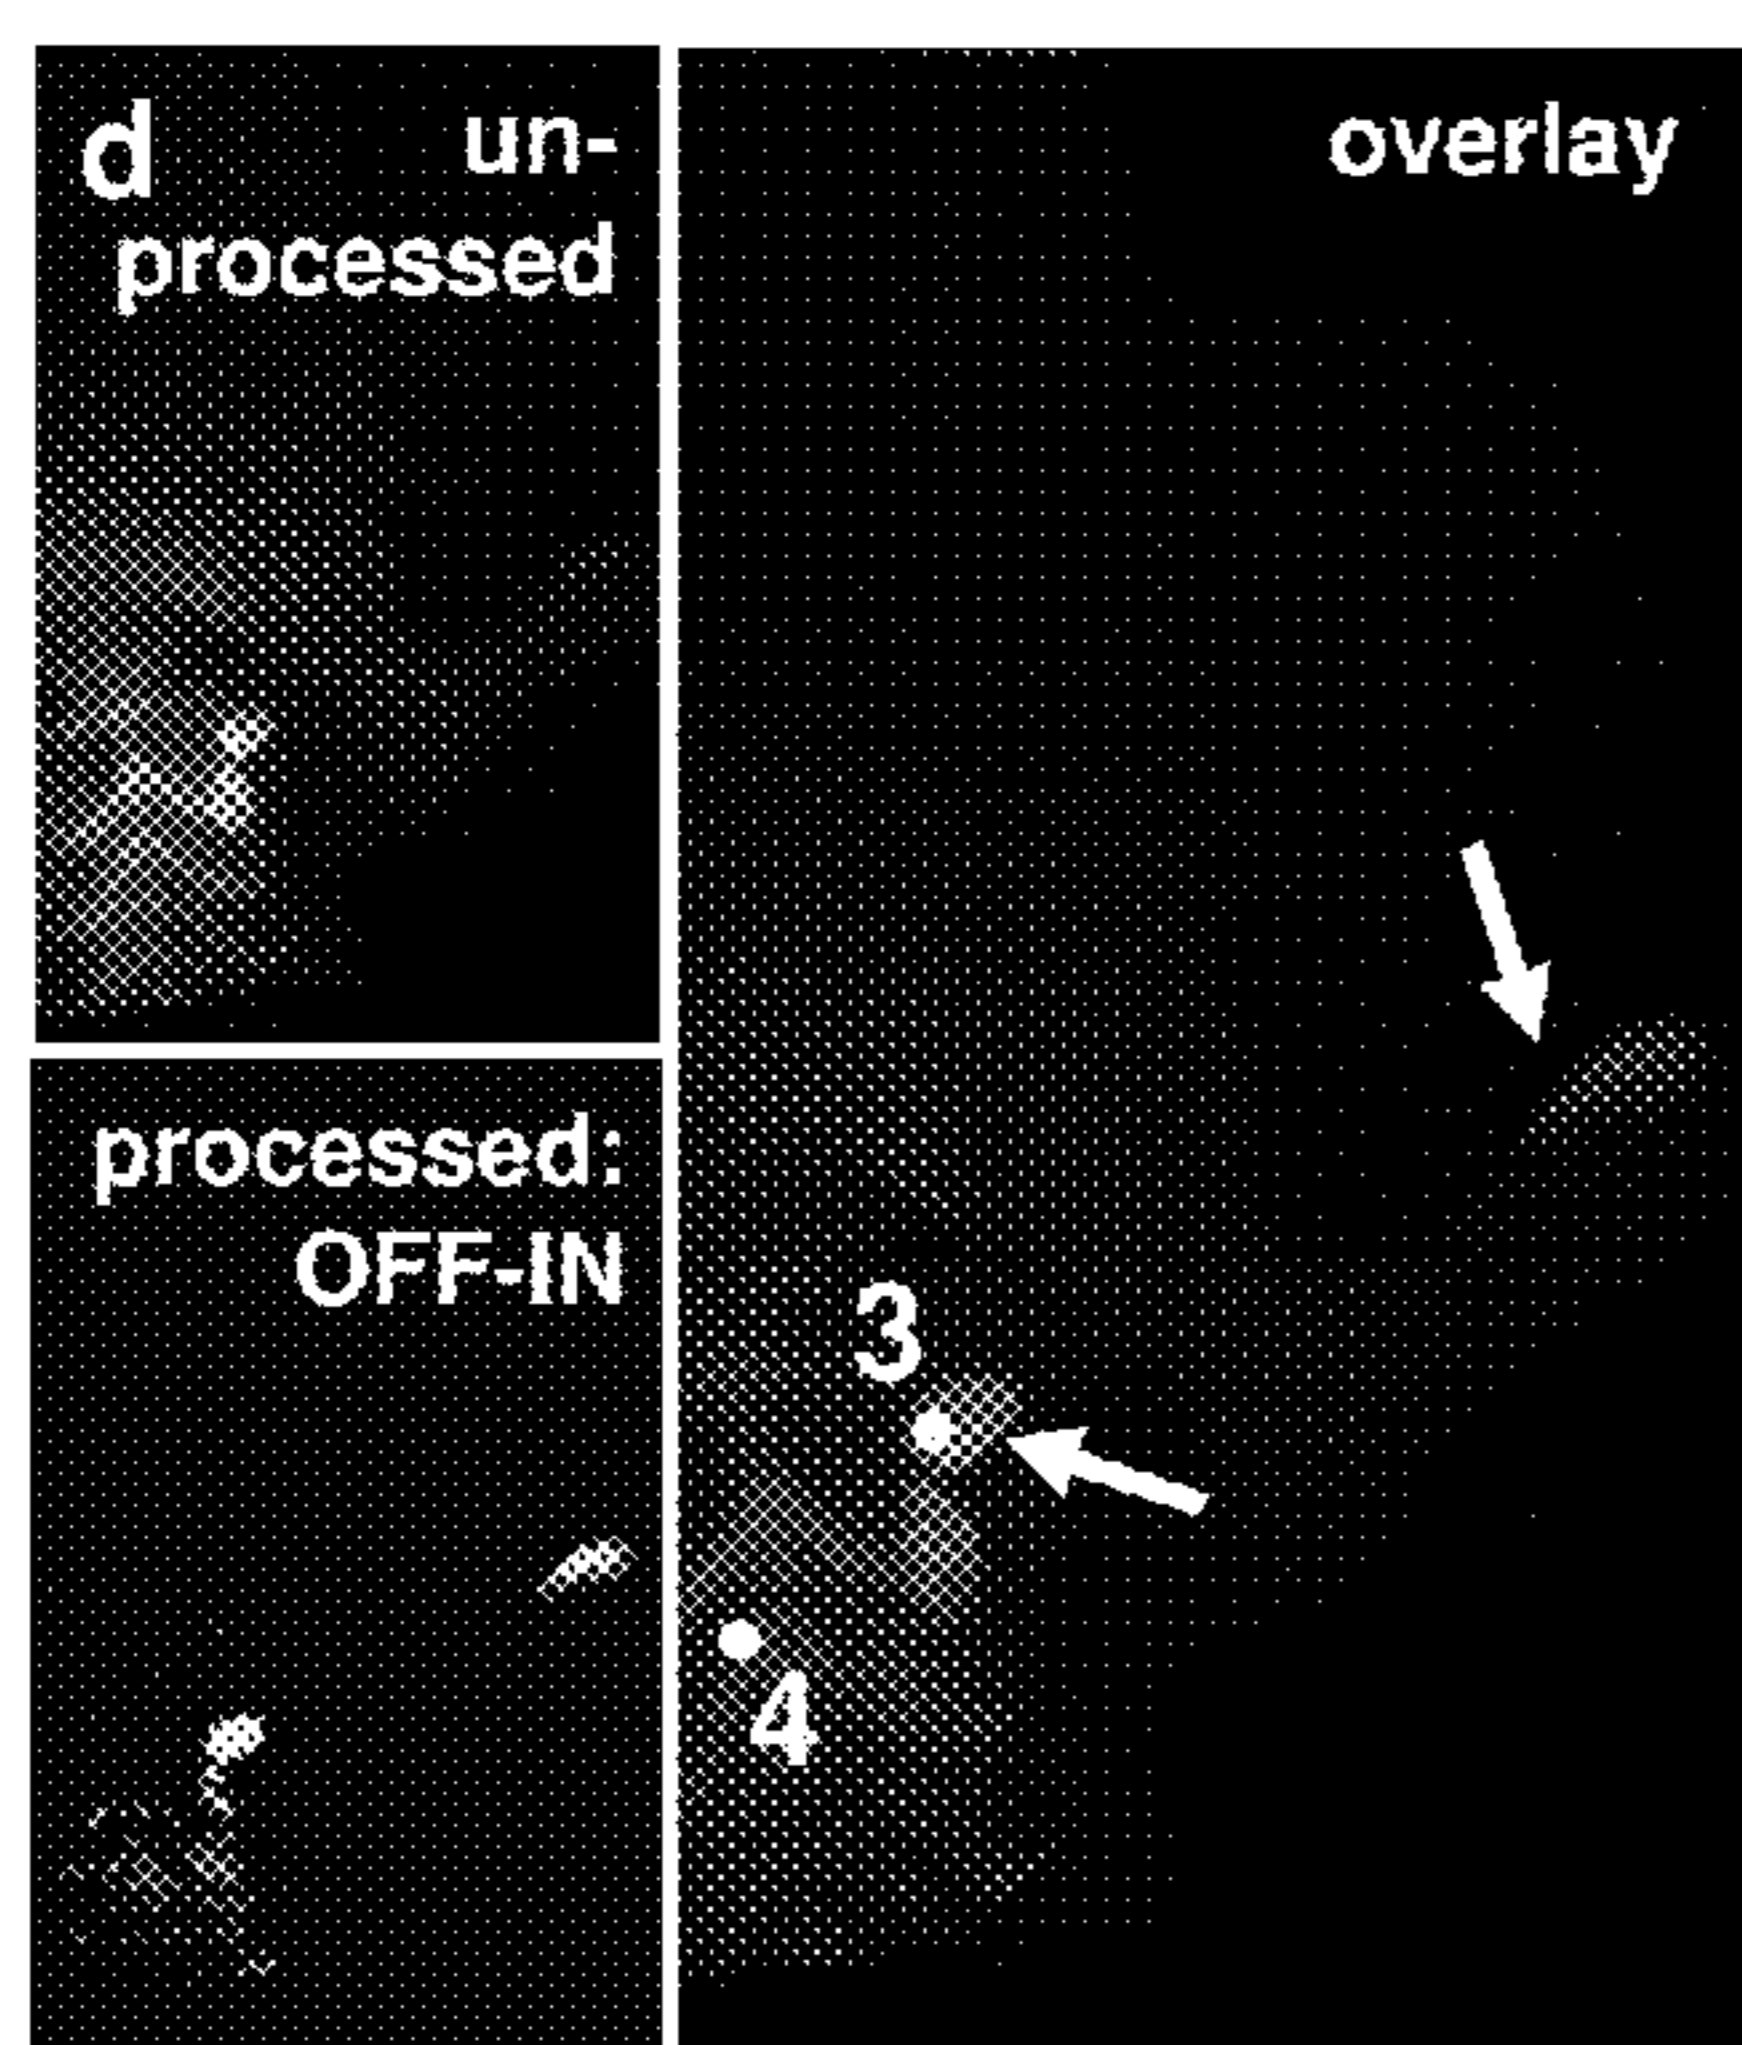 d
un-
processed
overlay
processed:
OFF-IN
3
4